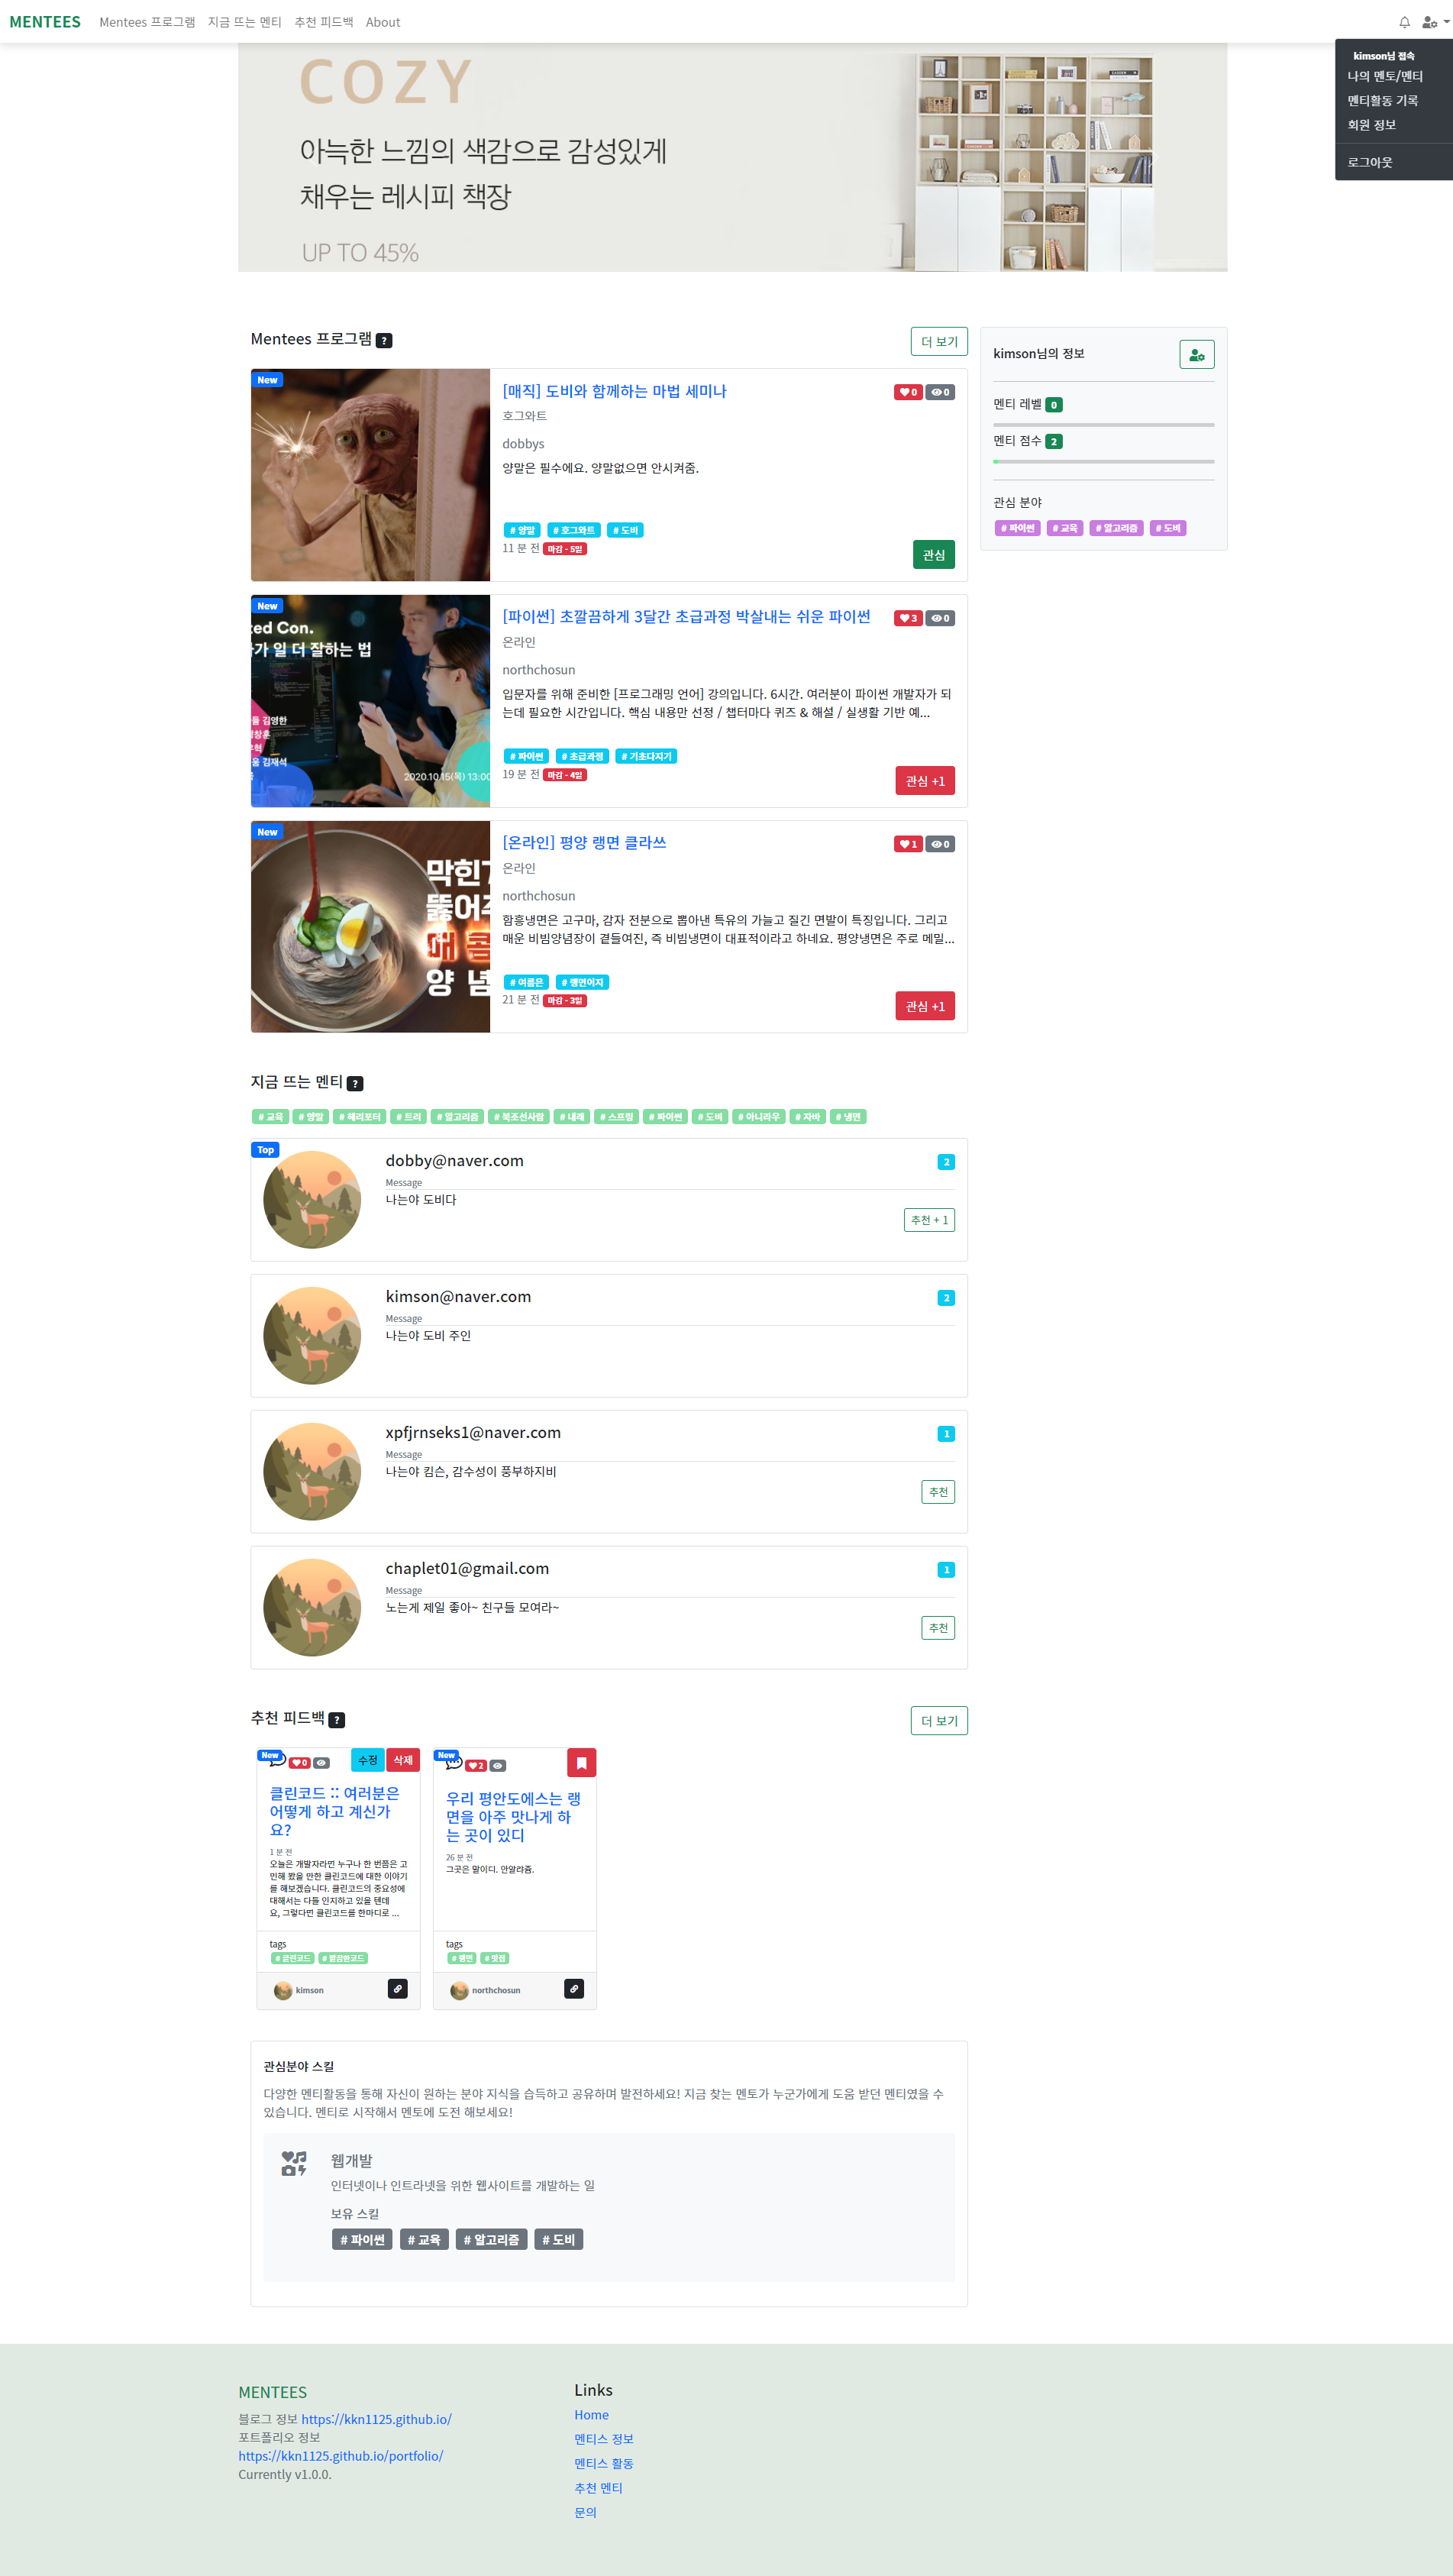 MENTEES
Mentees 프로그램
지금 뜨는 멘티
추천 피드백
About
kimson님 접속
나의 멘토/멘티
멘티활동 기록
회원 정보
로그아웃
COZY
아늑한 느낌의 색감으로 감성있게
채우는 레시피 책장
UP TO 45%
Mentees 프로그램 ?
더 보기
New
[매직] 도비와 함께하는 마법 세미나
0 0
호그와트
dobbys
양말은 필수에요. 양말없으면 안시켜줌.
# 양말 # 호그와트 # 도비
11 분 전 마감 - 5일
관심
New
ted Con.
가 일 더 잘하는 법
들 김영한
움 김재석
2020.10.15(목) 13:00
[파이썬] 초깔끔하게 3달간 초급과정 박살내는 쉬운 파이썬
3 0
온라인
northchosun
입문자를 위해 준비한 [프로그래밍 언어] 강의입니다. 6시간. 여러분이 파이썬 개발자가 되
는데 필요한 시간입니다. 핵심 내용만 선정 / 챕터마다 퀴즈 & 해설 / 실생활 기반 예...
# 파이썬 # 초급과정 # 기초다지기
19 분 전 마감 - 4일
관심 +1
New
막힌
뚫어
매 콤
양 념
[온라인] 평양 랭면 클라쓰
1 0
온라인
northchosun
함흥냉면은 고구마, 감자 전분으로 뽑아낸 특유의 가늘고 질긴 면발이 특징입니다. 그리고
매운 비빔양념장이 곁들여진, 즉 비빔냉면이 대표적이라고 하네요. 평양냉면은 주로 메밀...
# 여름은 # 랭면이지
21 분 전 마감 - 3일
관심 +1
kimson님의 정보
멘티 레벨 0
멘티 점수 2
관심 분야
# 파이썬 # 교육 # 알고리즘 # 도비
지금 뜨는 멘티 ?
# 교육 # 양말 # 해리포터 # 트리 # 알고리즘 # 북조선사람 # 내래 # 스프링 # 파이썬 # 도비 # 아니라우 # 자바 # 냉면
Top
dobby@naver.com
2
Message
나는야 도비다
추천 + 1
kimson@naver.com
2
Message
나는야 도비 주인
xpfjrnseks1@naver.com
1
Message
나는야 킴슨, 감수성이 풍부하지비
추천
chaplet01@gmail.com
1
Message
노는게 제일 좋아~ 친구들 모여라~
추천
추천 피드백 ?
더 보기
New
0
수정 삭제
클린코드 :: 여러분은
어떻게 하고 계신가
요?
1 분 전
오늘은 개발자라면 누구나 한 번쯤은 고
민해 봤을 만한 클린코드에 대한 이야기
를 해보겠습니다. 클린코드의 중요성에
대해서는 다들 인지하고 있을 텐데
요, 그렇다면 클린코드를 한마디로 ...
tags
# 클린코드 # 깔끔한코드
kimson
New
2
우리 평안도에스는 랭
면을 아주 맛나게 하
는 곳이 있디
26 분 전
그곳은 말이디. 안알랴쥼.
tags
# 랭면 # 맛집
northchosun
관심분야 스킬
다양한 멘티활동을 통해 자신이 원하는 분야 지식을 습득하고 공유하며 발전하세요! 지금 찾는 멘토가 누군가에게 도움 받던 멘티였을 수
있습니다. 멘티로 시작해서 멘토에 도전 해보세요!
웹개발
인터넷이나 인트라넷을 위한 웹사이트를 개발하는 일
보유 스킬
# 파이썬 # 교육 # 알고리즘 # 도비
MENTEES
블로그 정보 https://kkn1125.github.io/
포트폴리오 정보
https://kkn1125.github.io/portfolio/
Currently v1.0.0.
Links
Home
멘티스 정보
멘티스 활동
추천 멘티
문의